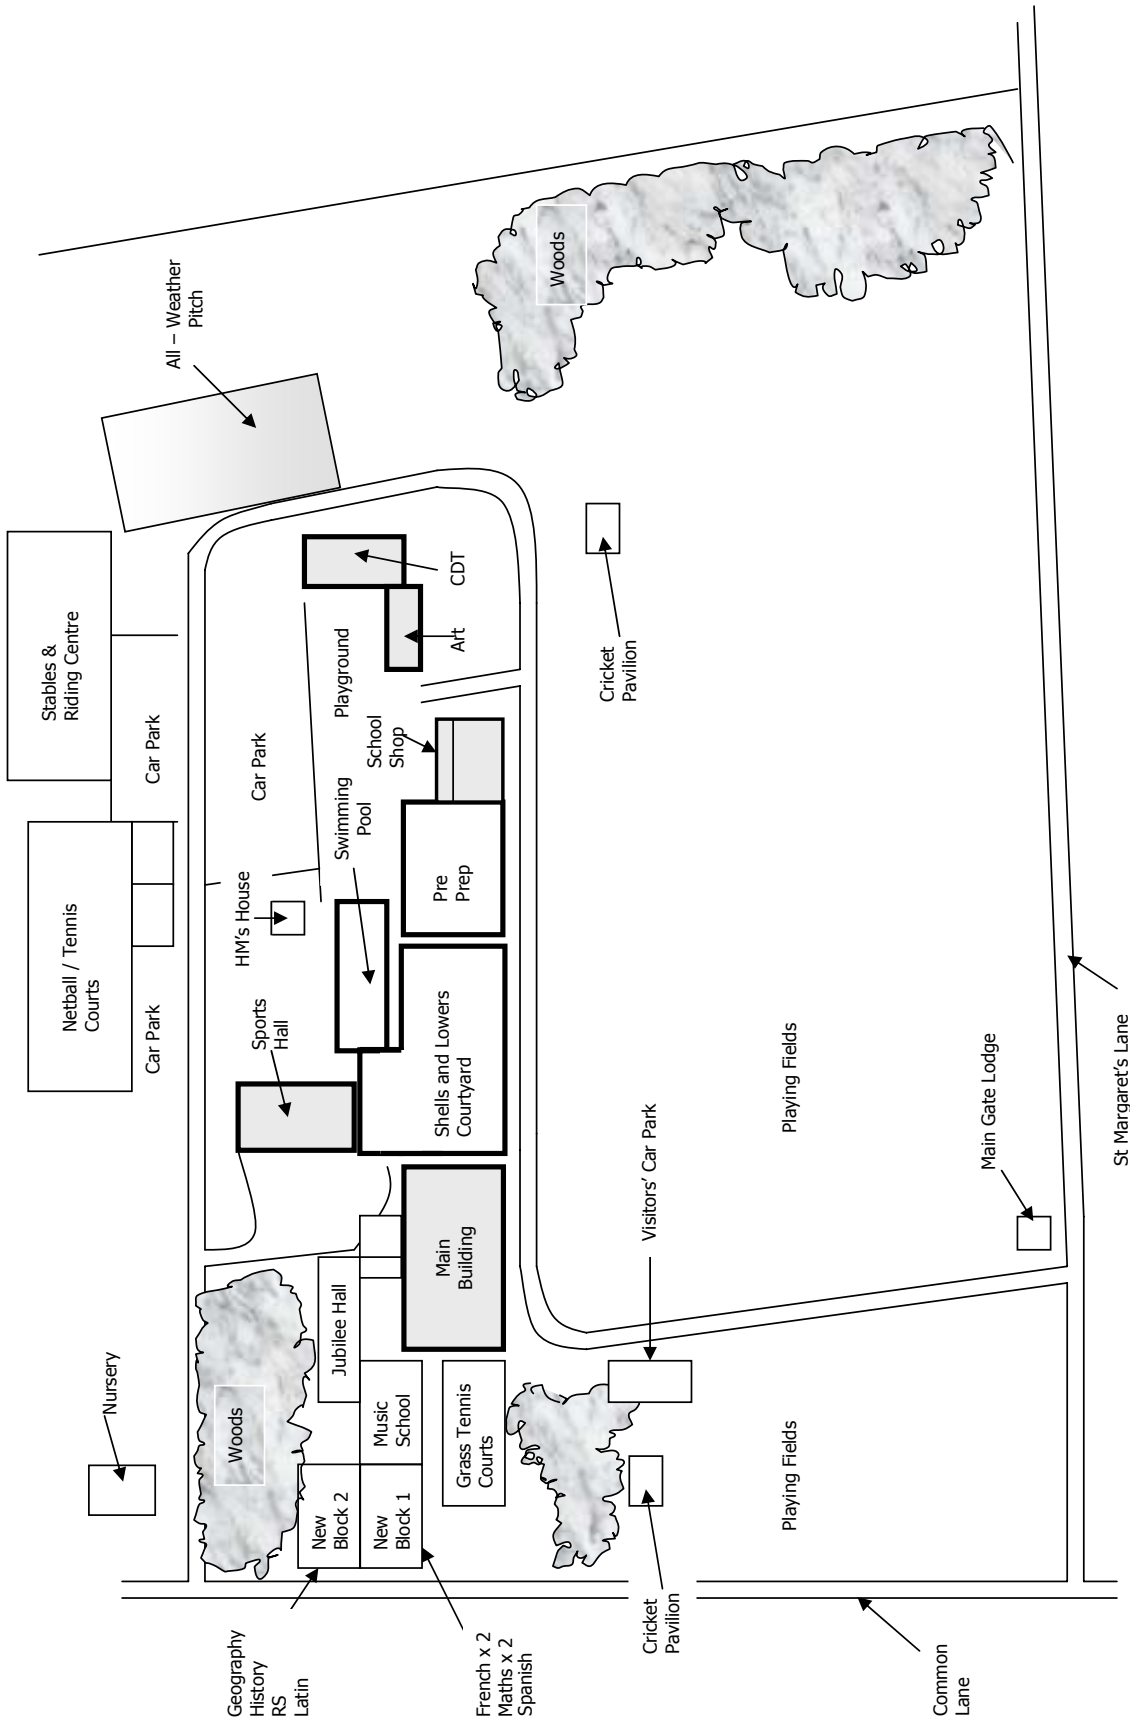 Geography
History
RS
Latin
French x 2
Maths x 2
Spanish
Common
Lane
Cricket
Pavilion
Nursery
Woods
New
Block 2
New
Block 1
Music
School
Jubilee Hall
Grass Tennis
Courts
Playing Fields
Main
Building
Visitors' Car Park
Main Gate Lodge
St Margaret's Lane
Playing Fields
Netball / Tennis
Courts
Car Park
Sports
Hall
HM's House
Shells and Lowers
Courtyard
Swimming
Pool
Pre
Prep
School
Shop
Stables &
Riding Centre
Car Park
Car Park
Playground
Art
CDT
Cricket
Pavilion
All – Weather
Pitch
Woods